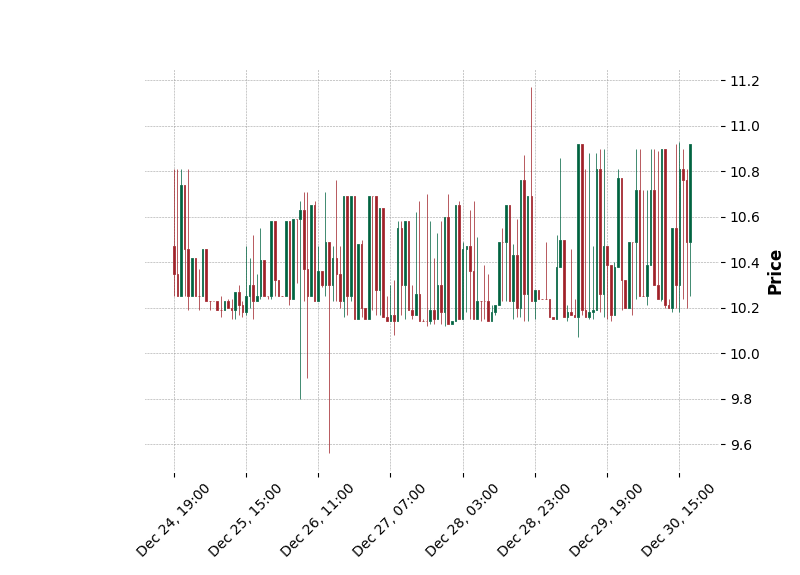 11.2
11.0
10.8
10.6
10.4
10.2
10.0
9.8
9.6
Price
Dec 24, 19:00
Dec 25, 15:00
Dec 26, 11:00
Dec 27, 07:00
Dec 28, 03:00
Dec 28, 23:00
Dec 29, 19:00
Dec 30, 15:00